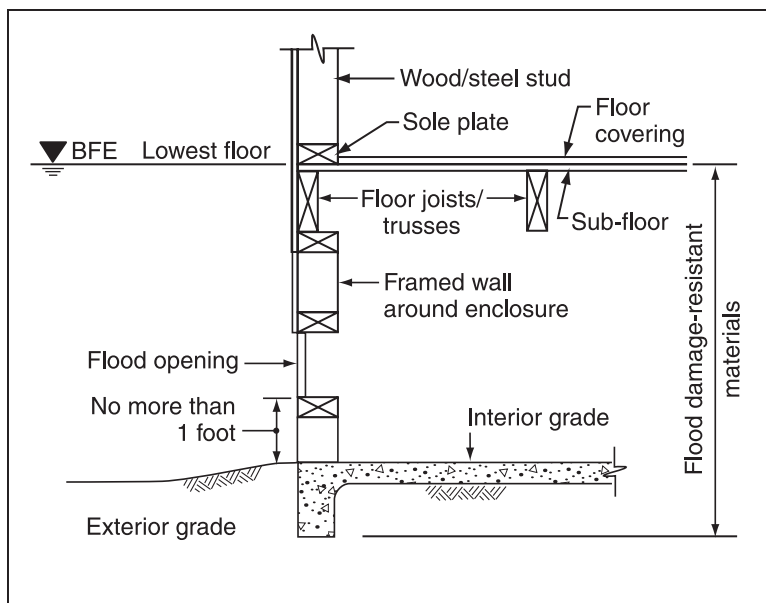 Wood/steel stud
Floor
covering
Sole plate
BFE Lowest floor
Floor joists/
trusses
Sub-floor
Framed wall
around enclosure
Flood opening
No more than
1 foot
Interior grade
Exterior grade
Flood damage-resistant
materials